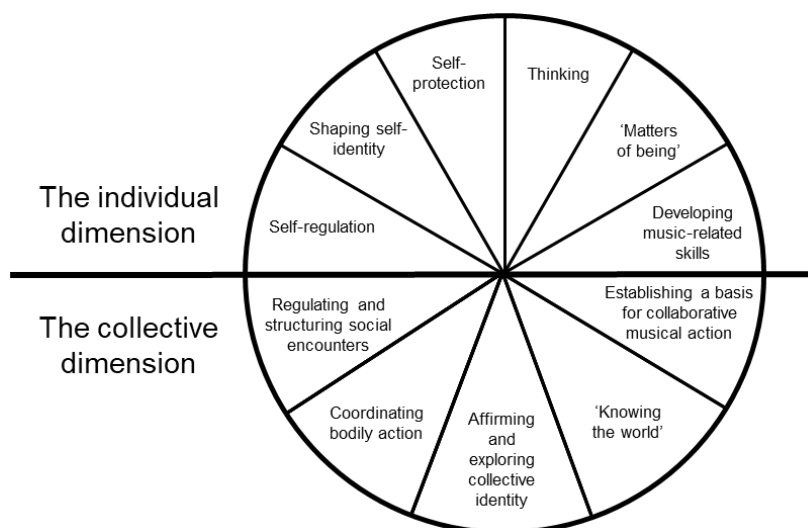 Self-
protection
Thinking
Shaping self-
identity
‘Matters
of being’
The individual
dimension
Self-regulation
Developing
music-related
skills
The collective
dimension
Regulating and
structuring social
encounters
Establishing a basis
for collaborative
musical action
Coordinating
bodily action
Affirming
and
exploring
collective
identity
‘Knowing
the world’